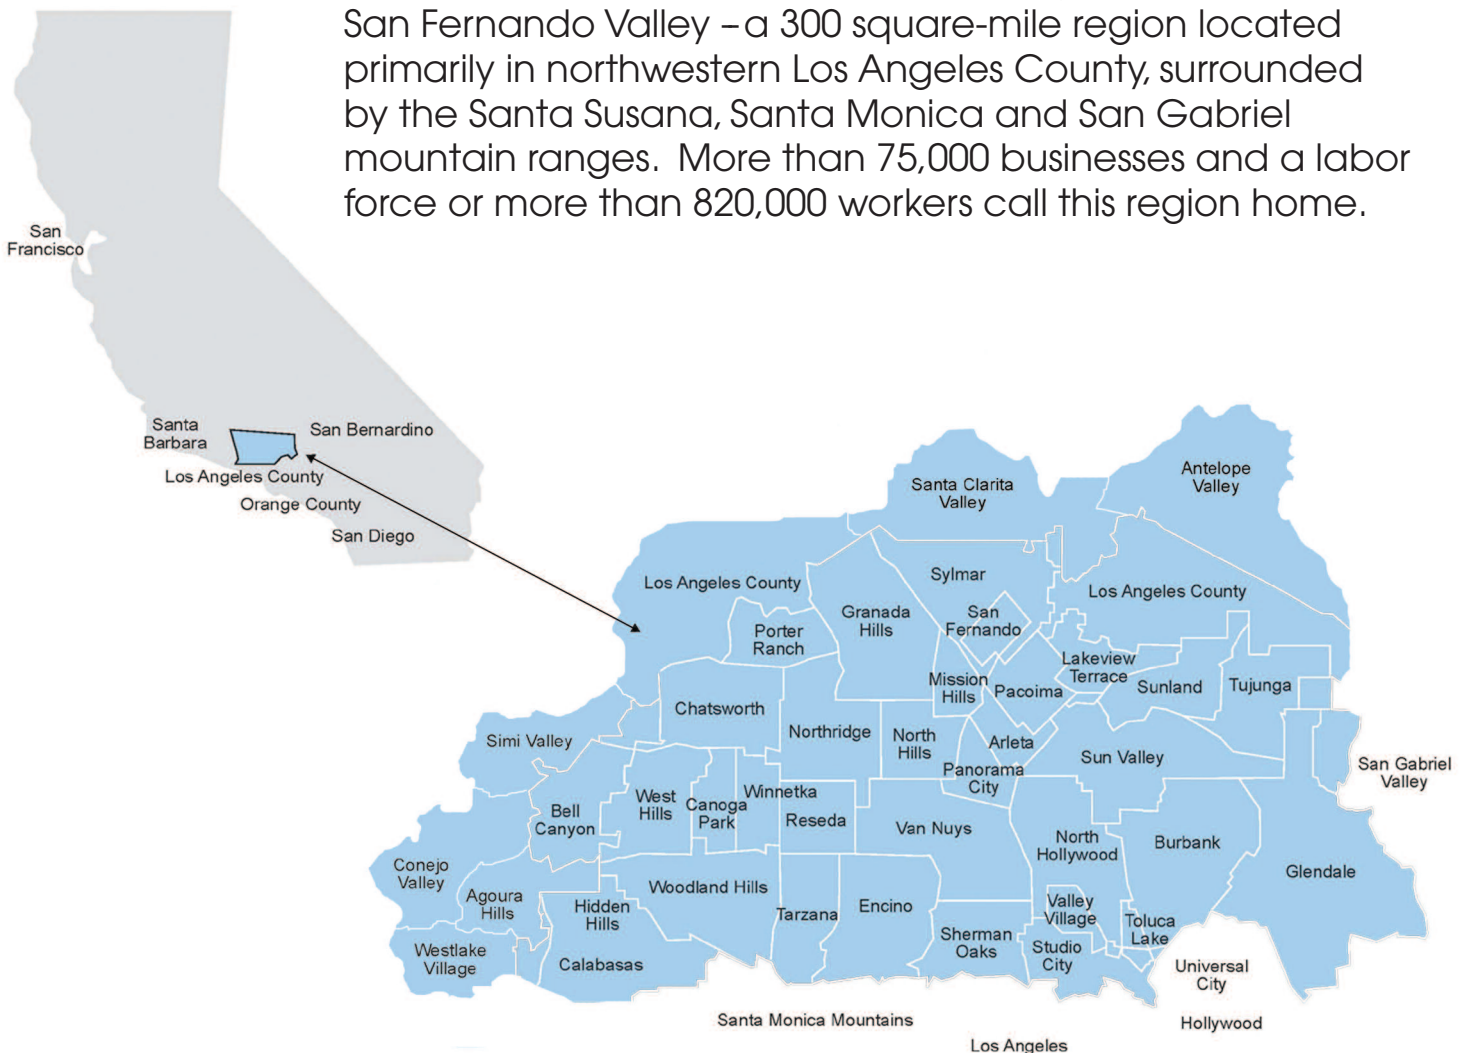 San Fernando Valley – a 300 square-mile region located
primarily in northwestern Los Angeles County, surrounded
by the Santa Susana, Santa Monica and San Gabriel
mountain ranges. More than 75,000 businesses and a labor
force or more than 820,000 workers call this region home.
San
Francisco
Santa
Barbara
San Bernardino
Los Angeles County
Orange County
San Diego
Antelope
Valley
Santa Clarita
Valley
Los Angeles County
Sylmar
Los Angeles County
Granada
Hills
San
Fernando
Porter
Ranch
Lakeview
Terrace
Mission
Hills
Pacoima
Sunland
Tujunga
Chatsworth
Northridge
North
Hills
Arleta
Simi Valley
Sun Valley
San Gabriel
Valley
Panorama
City
West
Hills
Canoga
Park
Winnetka
Reseda
Bell
Canyon
Van Nuys
North
Hollywood
Burbank
Glendale
Conejo
Valley
Agoura
Hills
Woodland Hills
Hidden
Hills
Tarzana
Encino
Valley
Village
Toluca
Lake
Sherman
Oaks
Studio
City
Westlake
Village
Calabasas
Universal
City
Santa Monica Mountains
Hollywood
Los Angeles